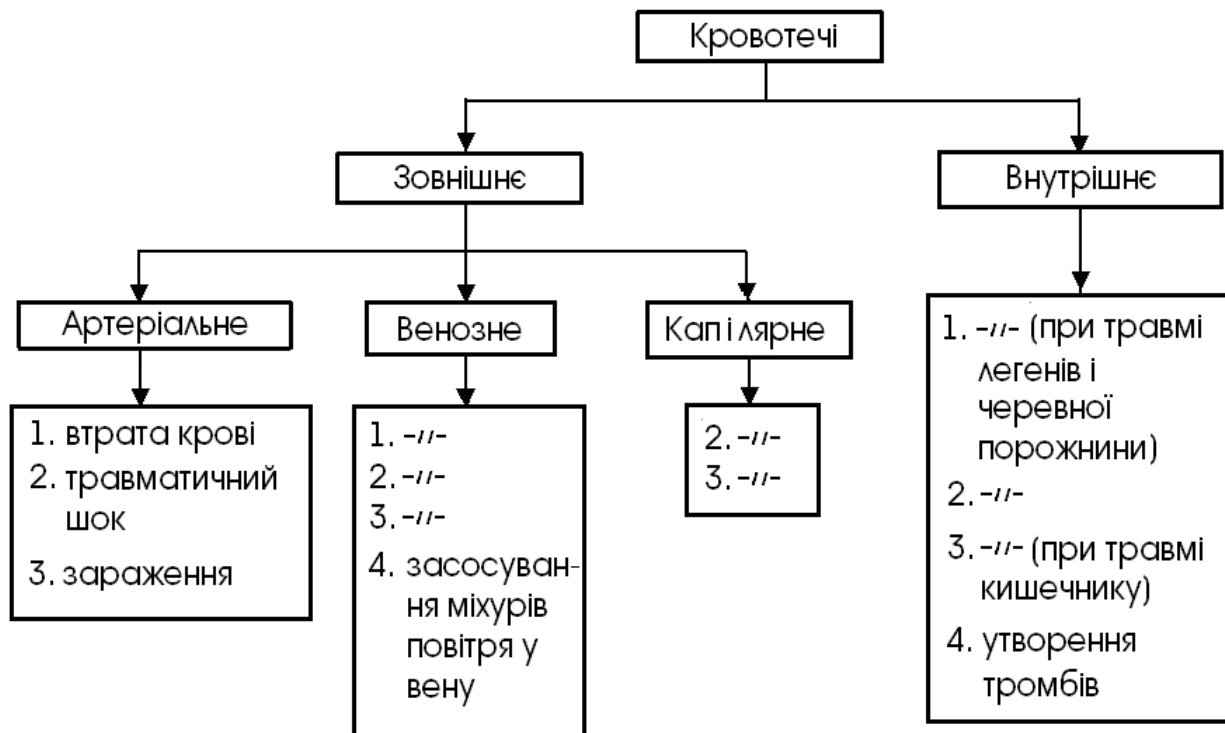 Кровотечі
Зовнішнє
Внутрішнє
Артеріальне
Венозне
Капілярне
1. втрата крові
2. травматичний
шок
3. зараження
1. -//-
2. -//-
3. -//-
4. засосуван-
ня міхурів
повітря у
вену
2. -//-
3. -//-
1. -//- (при травмі
легенів і
черевної
порожнини)
2. -//-
3. -//- (при травмі
кишечнику)
4. утворення
тромбів